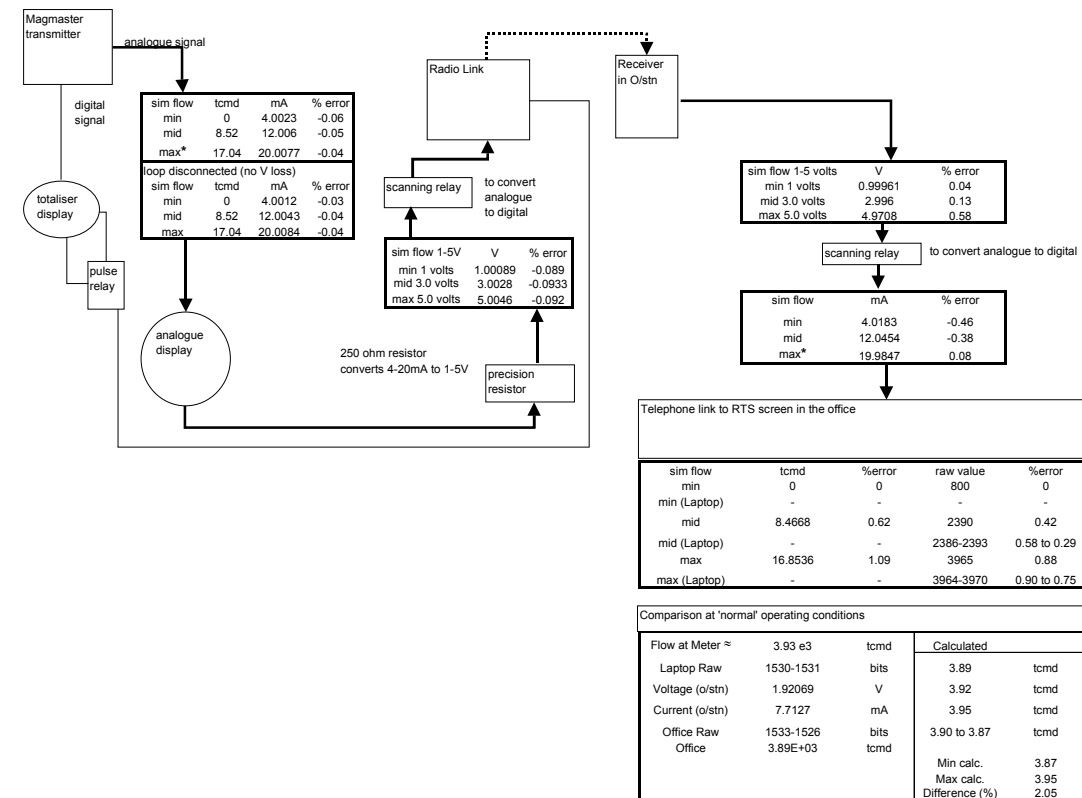 Magmaster
transmitter
analogue signal
digital
signal
sim flow tcmd mA % error
min 0 4.0023 -0.06
mid 8.52 12.006 -0.05
max* 17.04 20.0077 -0.04
loop disconnected (no V loss)
sim flow tcmd mA % error
min 0 4.0012 -0.03
mid 8.52 12.0043 -0.04
max 17.04 20.0084 -0.04
totaliser
display
pulse
relay
analogue
display
250 ohm resistor
converts 4-20mA to 1-5V
precision
resistor
sim flow 1-5V V % error
min 1 volts 1.00089 -0.089
mid 3.0 volts 3.0028 -0.0933
max 5.0 volts 5.0046 -0.092
scanning relay
to convert
analogue
to digital
Radio Link
Receiver
in O/stn
sim flow 1-5 volts V % error
min 1 volts 0.99961 0.04
mid 3.0 volts 2.996 0.13
max 5.0 volts 4.9708 0.58
scanning relay
to convert analogue to digital
sim flow mA % error
min 4.0183 -0.46
mid 12.0454 -0.38
max* 19.9847 0.08
Telephone link to RTS screen in the office
sim flow tcmd %error raw value %error
min 0 0 800 0
min (Laptop) - - - -
mid 8.4668 0.62 2390 0.42
mid (Laptop) - - 2386-2393 0.58 to 0.29
max 16.8536 1.09 3965 0.88
max (Laptop) - - 3964-3970 0.90 to 0.75
Comparison at 'normal' operating conditions
Flow at Meter ≈ 3.93 e3 tcmd Calculated
Laptop Raw 1530-1531 bits 3.89 tcmd
Voltage (o/stn) 1.92069 V 3.92 tcmd
Current (o/stn) 7.7127 mA 3.95 tcmd
Office Raw 1533-1526 bits 3.90 to 3.87 tcmd
Office 3.89E+03 tcmd
Min calc. 3.87
Max calc. 3.95
Difference (%) 2.05